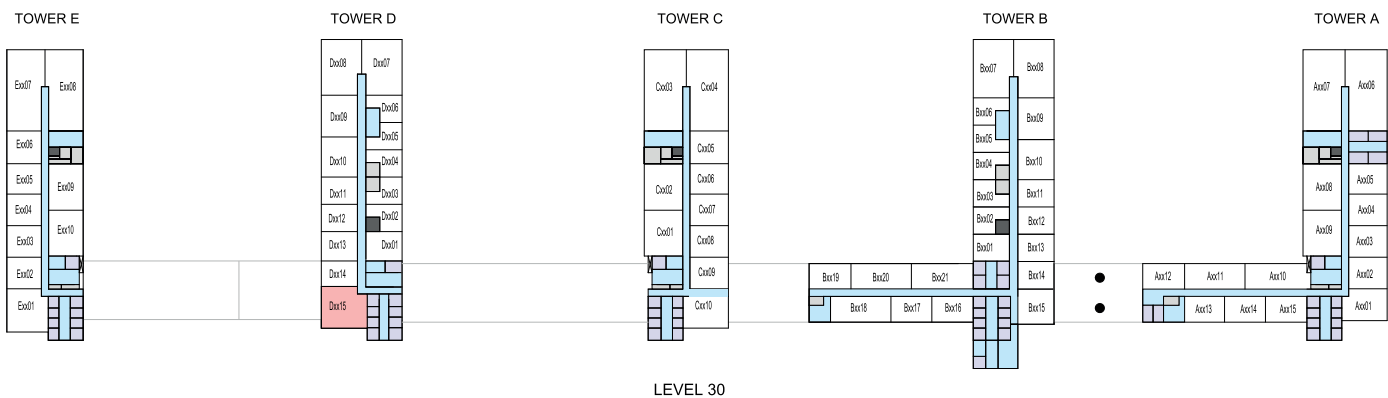 TOWER E TOWER D TOWER C TOWER B TOWER A
Exx07 Exx08
Exx06
Exx05
Exx09
Exx04
Exx03
Exx10
Exx02
Exx01
Dxx08 Dxx07
Dxx09
Dxx06
Dxx05
Dxx10
Dxx04
Dxx11
Dxx03
Dxx12
Dxx02
Dxx13
Dxx01
Dxx14
Dxx15
Cxx03 Cxx04
Cxx05
Cxx06
Cxx02
Cxx07
Cxx01
Cxx08
Cxx09
Cxx10
Bxx07 Bxx08
Bxx06
Bxx09
Bxx05
Bxx04
Bxx10
Bxx03
Bxx11
Bxx02
Bxx12
Bxx01
Bxx13
Bxx19 Bxx20 Bxx21
Bxx14
Bxx18 Bxx17 Bxx16
Bxx15
Axx07 Axx06
Axx05
Axx08
Axx04
Axx09
Axx03
Axx12 Axx11 Axx10
Axx02
Axx13 Axx14 Axx15
Axx01
LEVEL 30